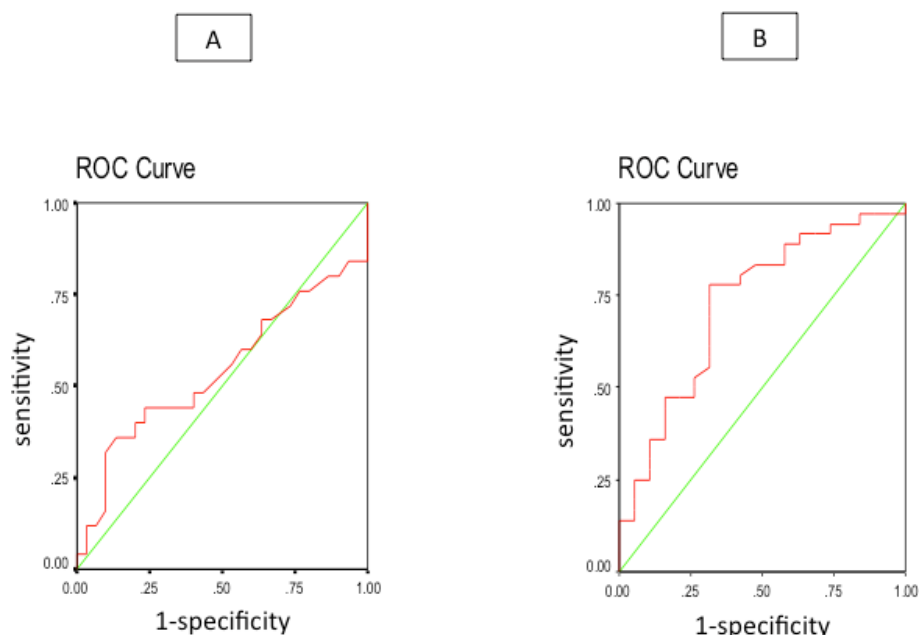 A
B
ROC Curve
1.00
.75
.50
.25
0.00
sensitivity
0.00
.25
.50
.75
1.00
1-specificity
ROC Curve
1.00
.75
.50
.25
0.00
sensitivity
0.00
.25
.50
.75
1.00
1-specificity